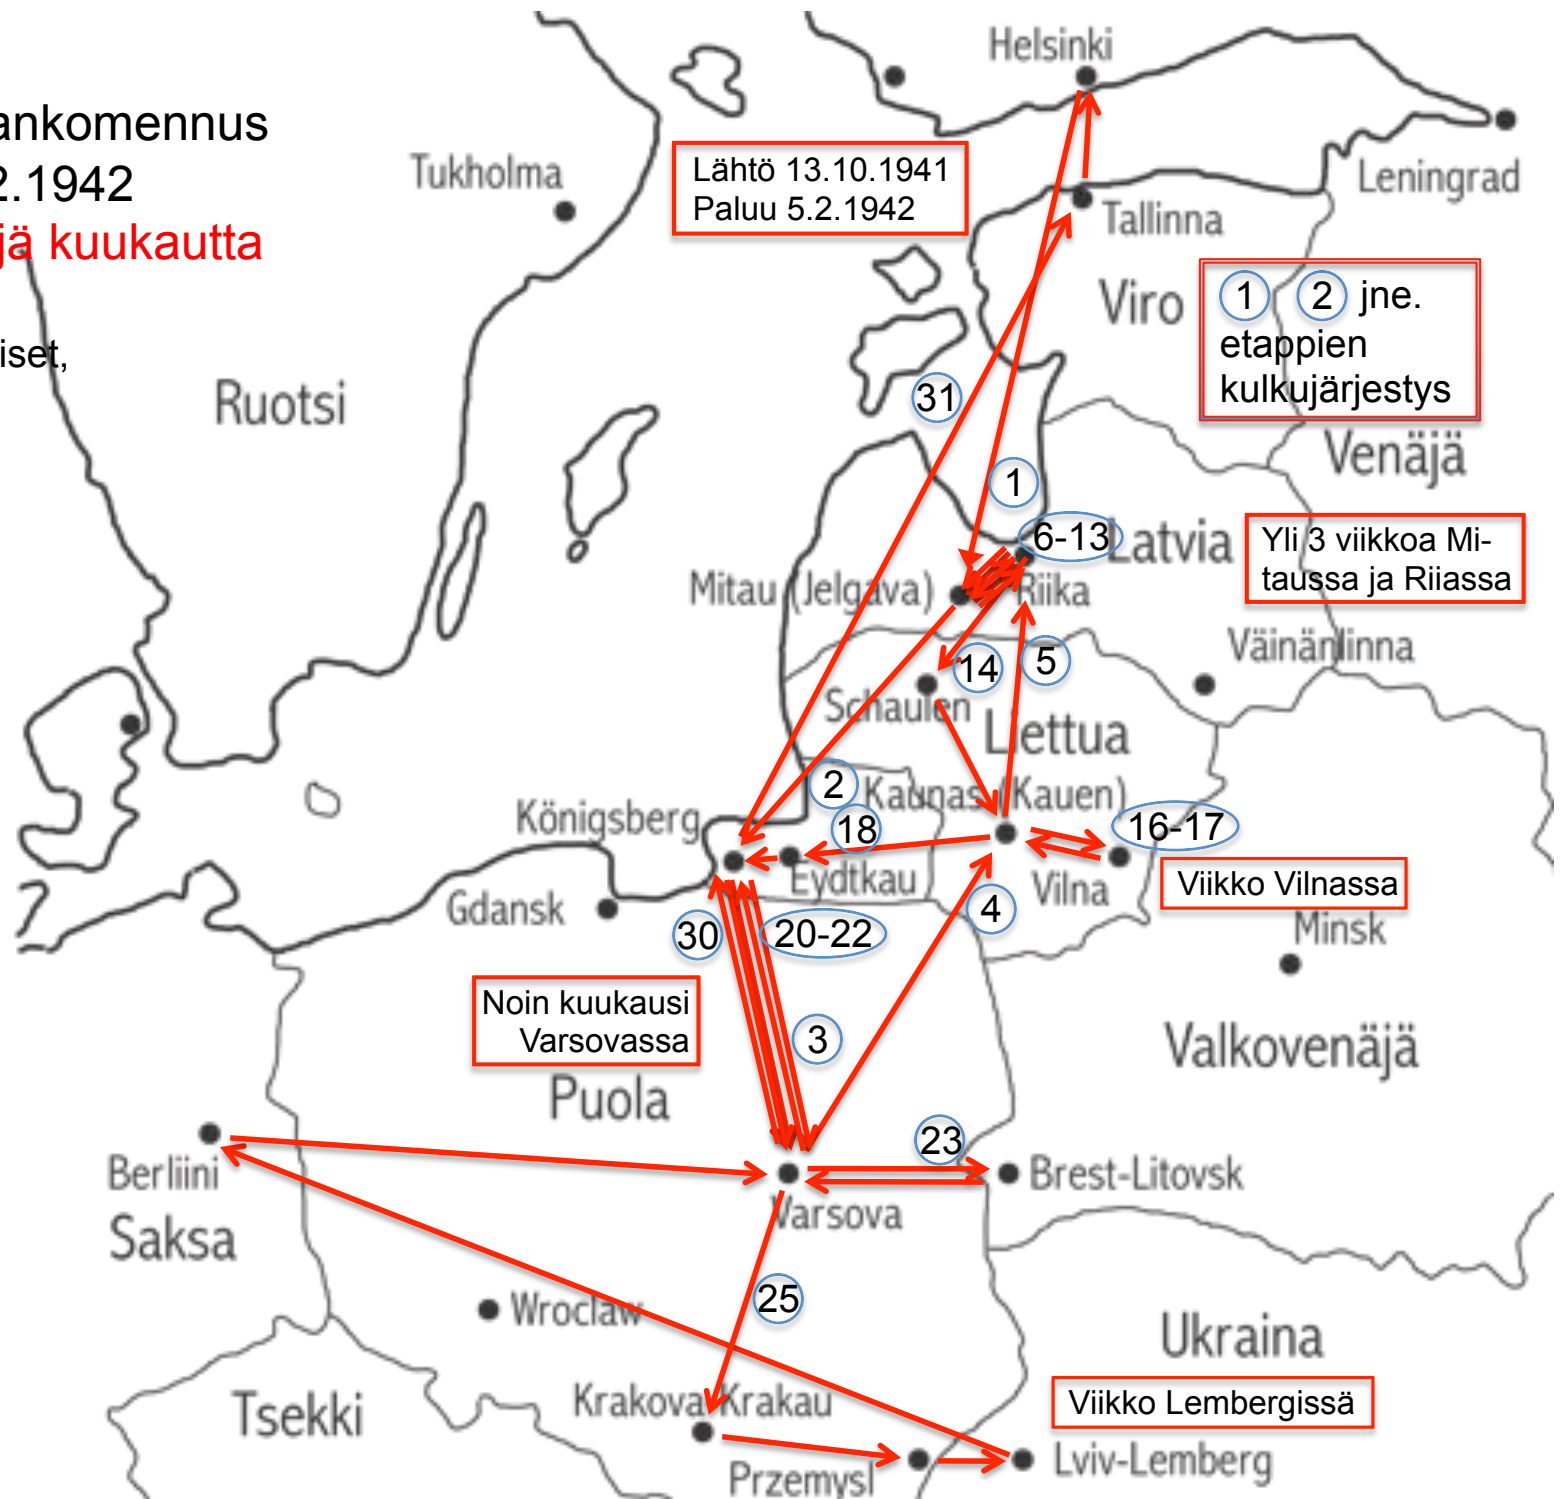 ankomennus
2.1942
jä kuukautta
iset,
Helsinki
Leningrad
Tukholma
Lähtö 13.10.1941
Paluu 5.2.1942
Tallinna
Viro
1 2 jne.
etappien
kulkujärjestys
Ruotsi
31
Venäjä
1
6-13
Latvia
Yli 3 viikkoa Mi-
taussa ja Riiassa
Mitau (Jelgava)
Riika
Väinänlinna
14
5
Schaulen
Liettua
2
Kaunas (Kauen)
Königsberg
18
16-17
Eydtkau
Vilna
Viikko Vilnassa
Gdansk
4
30
20-22
Minsk
Noin kuukausi
Varsovassa
3
Valkovenäjä
Puola
23
Berliini
Brest-Litovsk
Varsova
Saksa
25
Wroclaw
Ukraina
Viikko Lembergissä
Tsekki
Krakova Krakau
Przemysl
Lviv-Lemberg